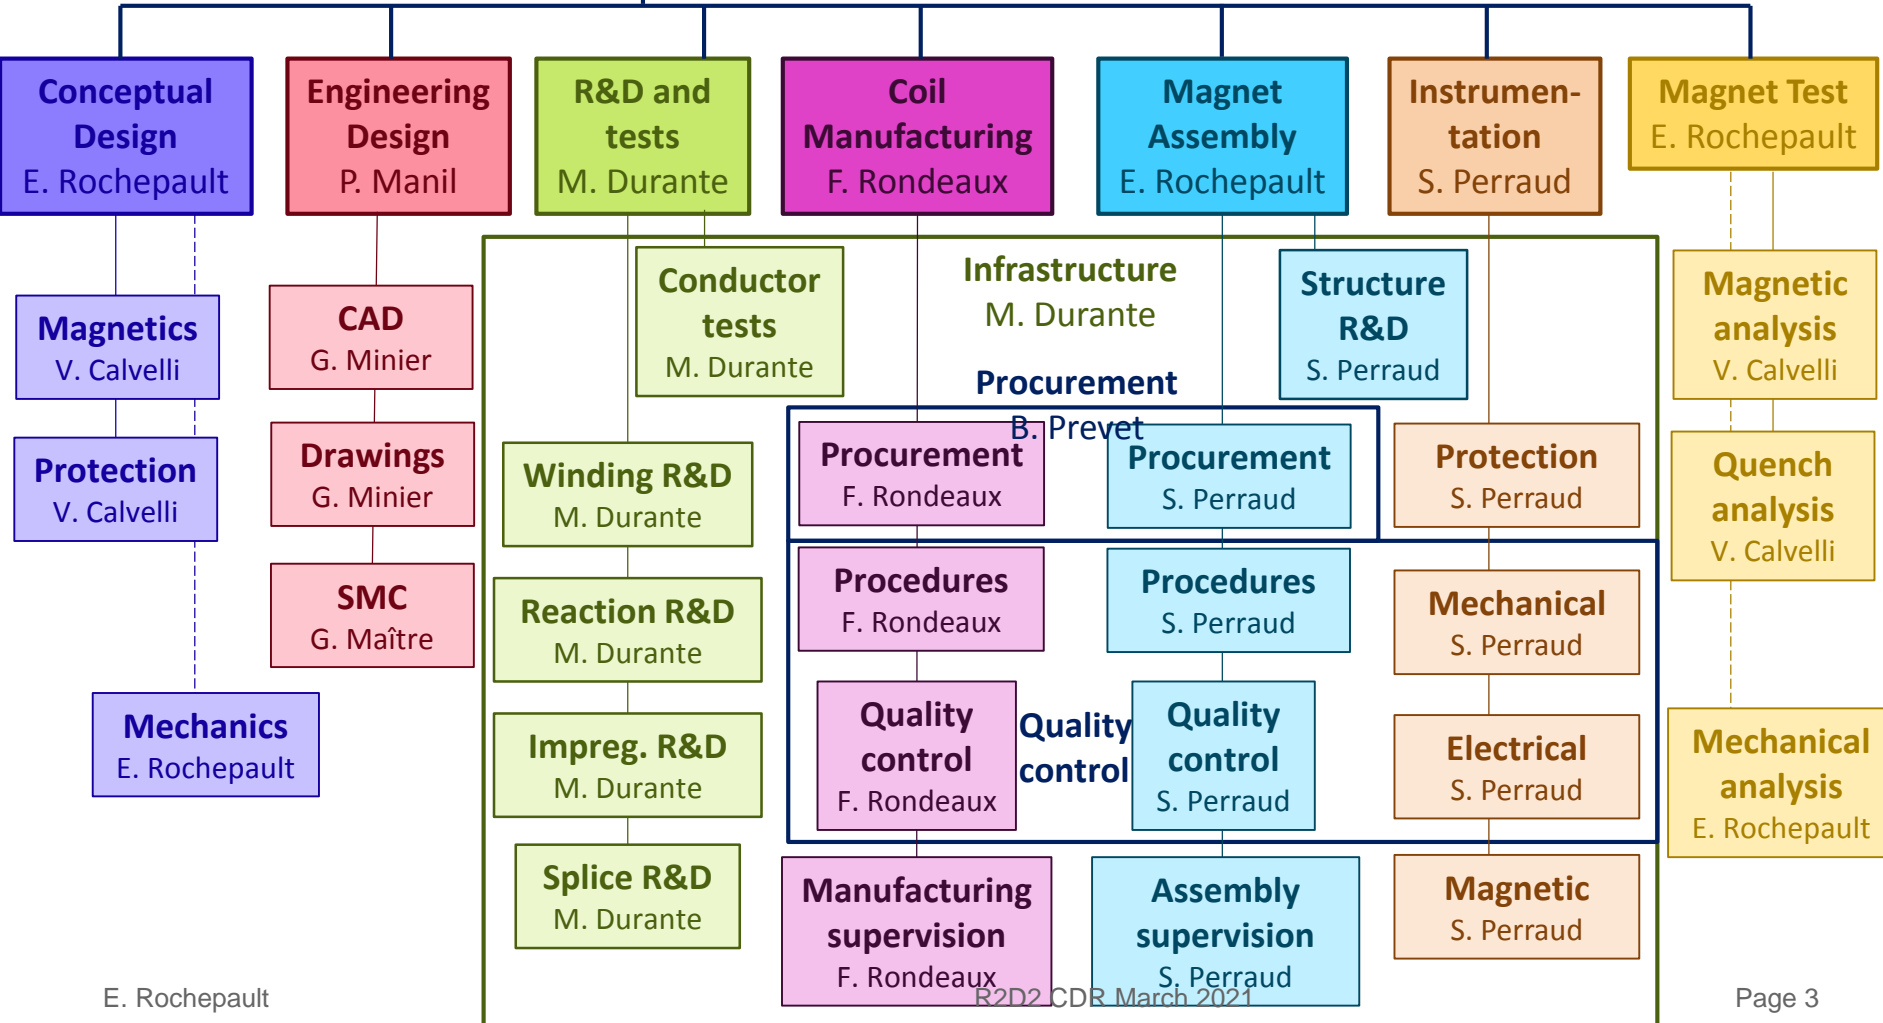 Conceptual
Design
E. Rochepault
Engineering
Design
P. Manil
R&D and
tests
M. Durante
Coil
Manufacturing
F. Rondeaux
Magnet
Assembly
E. Rochepault
Instrumen-
tation
S. Perraud
Magnet Test
E. Rochepault
Magnetics
V. Calvelli
Protection
V. Calvelli
Mechanics
E. Rochepault
CAD
G. Minier
Drawings
G. Minier
SMC
G. Maître
Conductor
tests
M. Durante
Winding R&D
M. Durante
Reaction R&D
M. Durante
Impreg. R&D
M. Durante
Splice R&D
M. Durante
Infrastructure
M. Durante
Procurement
B. Prevet
Procurement
F. Rondeaux
Procedures
F. Rondeaux
Quality
control
F. Rondeaux
Manufacturing
supervision
F. Rondeaux
Quality
control
Structure
R&D
S. Perraud
Procurement
S. Perraud
Procedures
S. Perraud
Quality
control
S. Perraud
Assembly
supervision
S. Perraud
Protection
S. Perraud
Mechanical
S. Perraud
Electrical
S. Perraud
Magnetic
S. Perraud
Magnetic
analysis
V. Calvelli
Quench
analysis
V. Calvelli
Mechanical
analysis
E. Rochepault
E. Rochepault
R2D2 CDR March 2021
Page 3